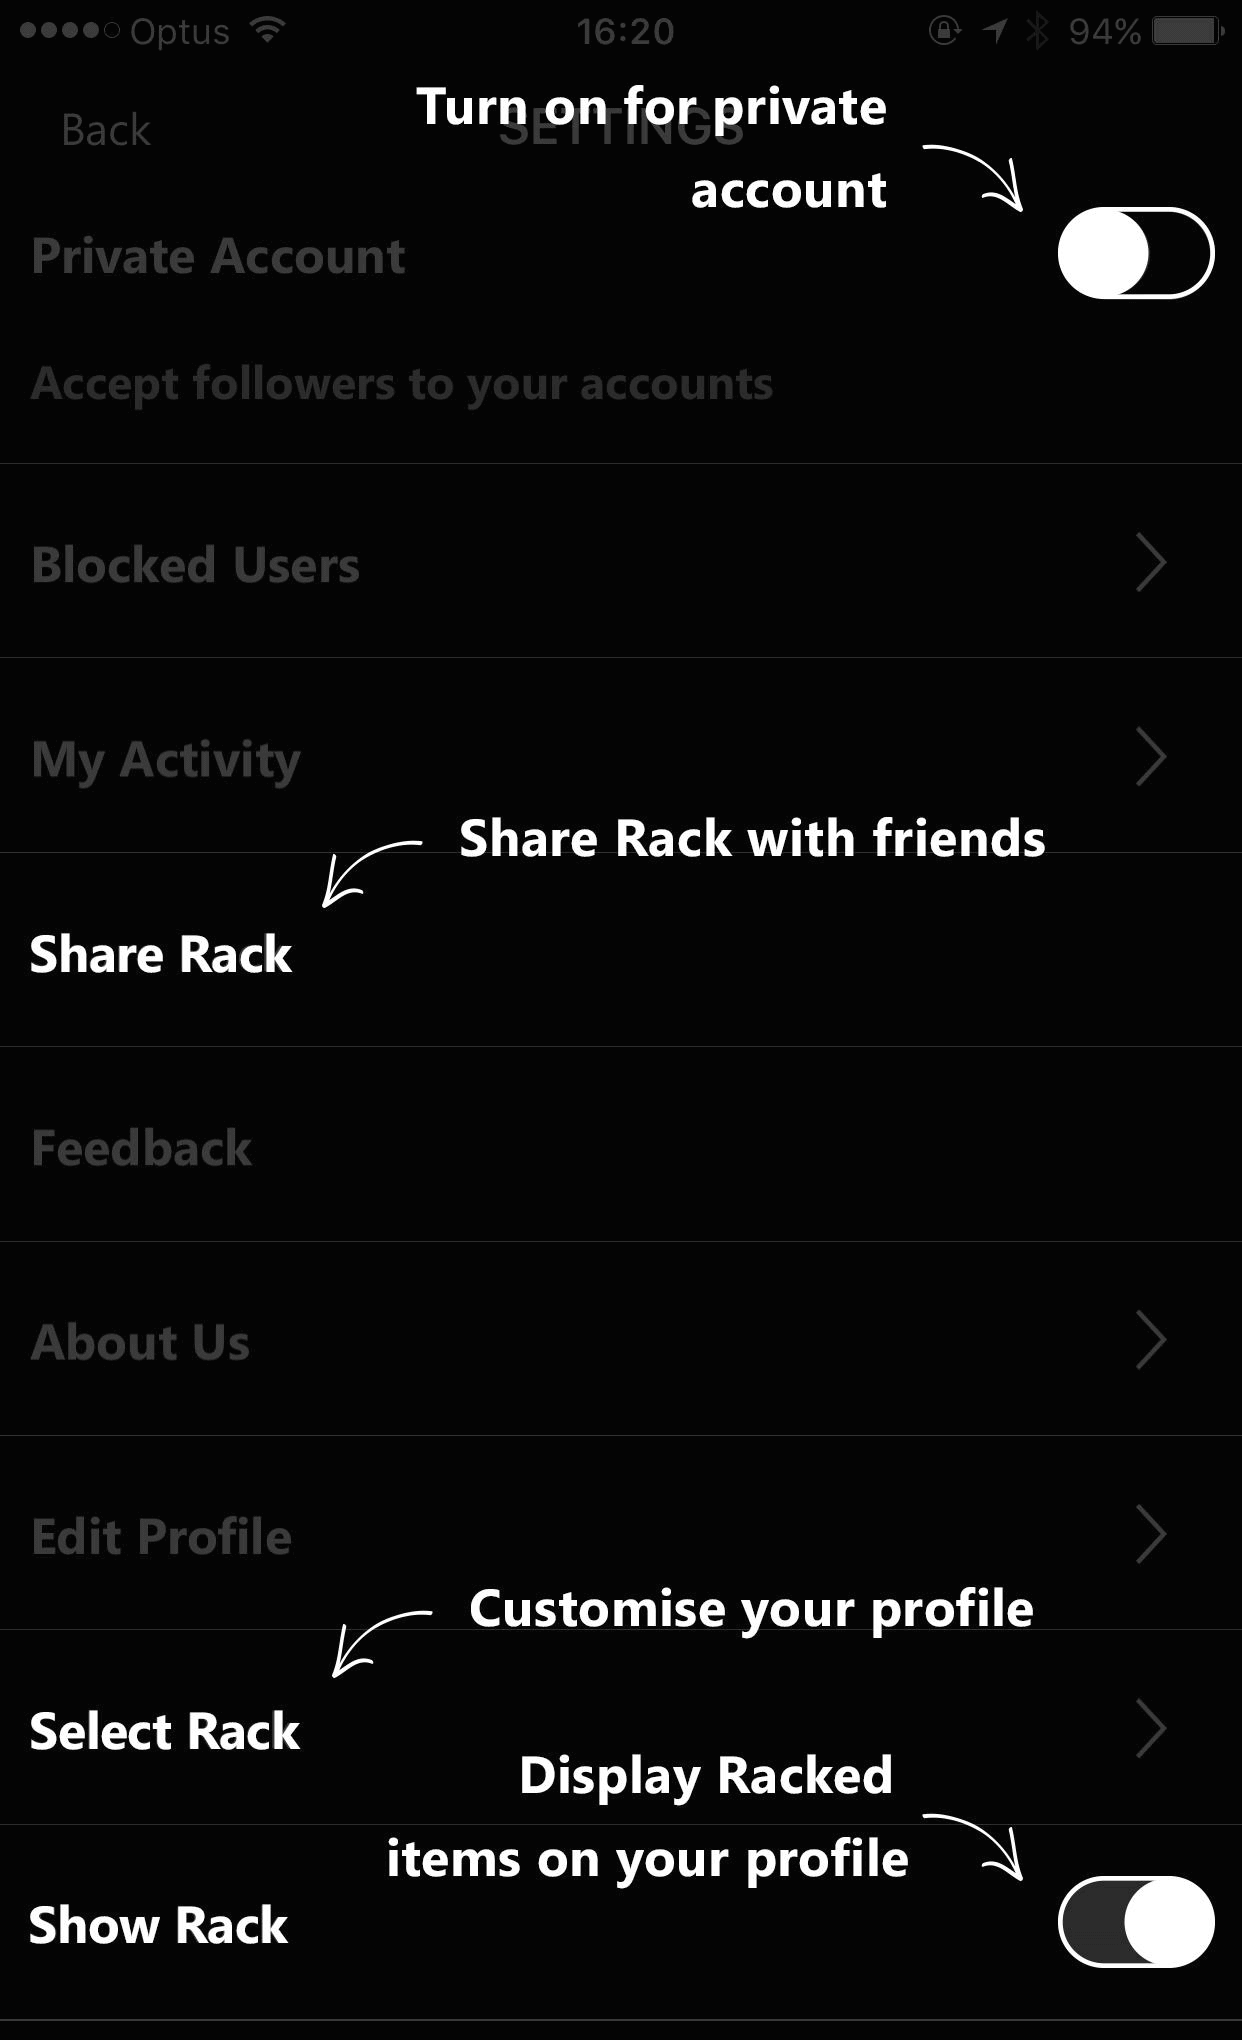 Optus 16:20 94%
Turn on for private
Back SETTINGS
account
Private Account
Accept followers to your accounts
Blocked Users
My Activity
Share Rack with friends
Share Rack
Feedback
About Us
Edit Profile
Customise your profile
Select Rack
Display Racked
items on your profile
Show Rack